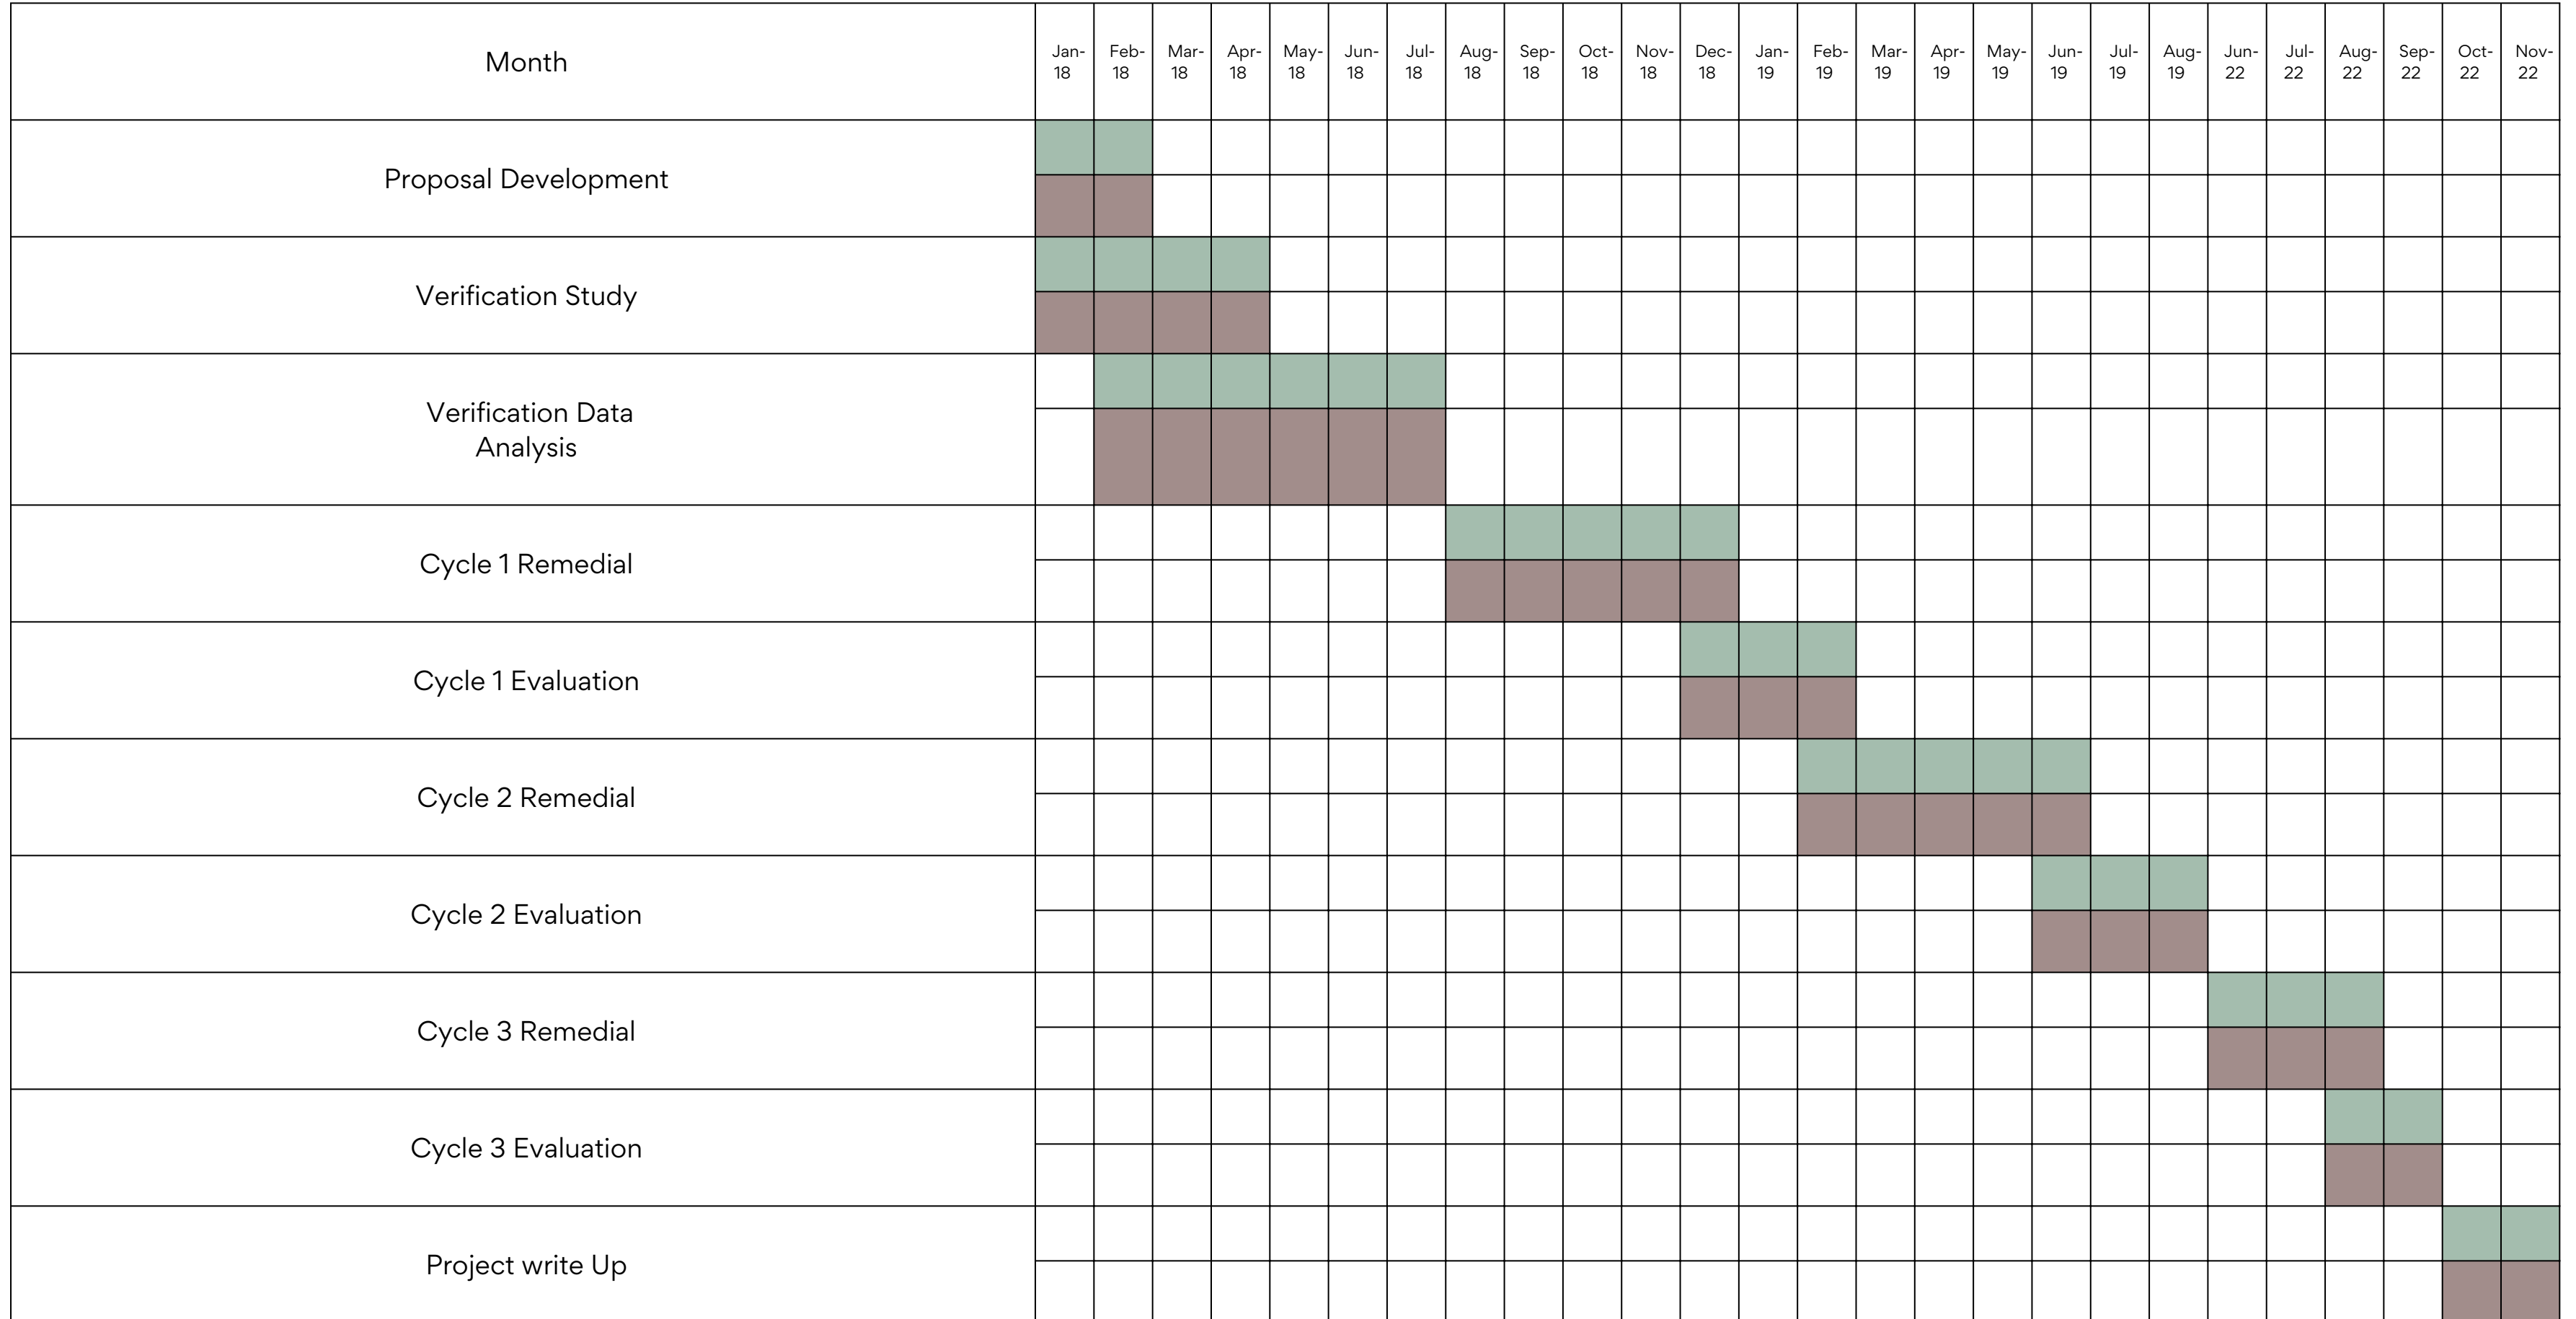 Month
Jan-
18
Feb-
18
Mar-
18
Apr-
18
May-
18
Jun-
18
Jul-
18
Aug-
18
Sep-
18
Oct-
18
Nov-
18
Dec-
18
Jan-
19
Feb-
19
Mar-
19
Apr-
19
May-
19
Jun-
19
Jul-
19
Aug-
19
Jun-
22
Jul-
22
Aug-
22
Sep-
22
Oct-
22
Nov-
22
Proposal Development
Verification Study
Verification Data
Analysis
Cycle 1 Remedial
Cycle 1 Evaluation
Cycle 2 Remedial
Cycle 2 Evaluation
Cycle 3 Remedial
Cycle 3 Evaluation
Project write Up